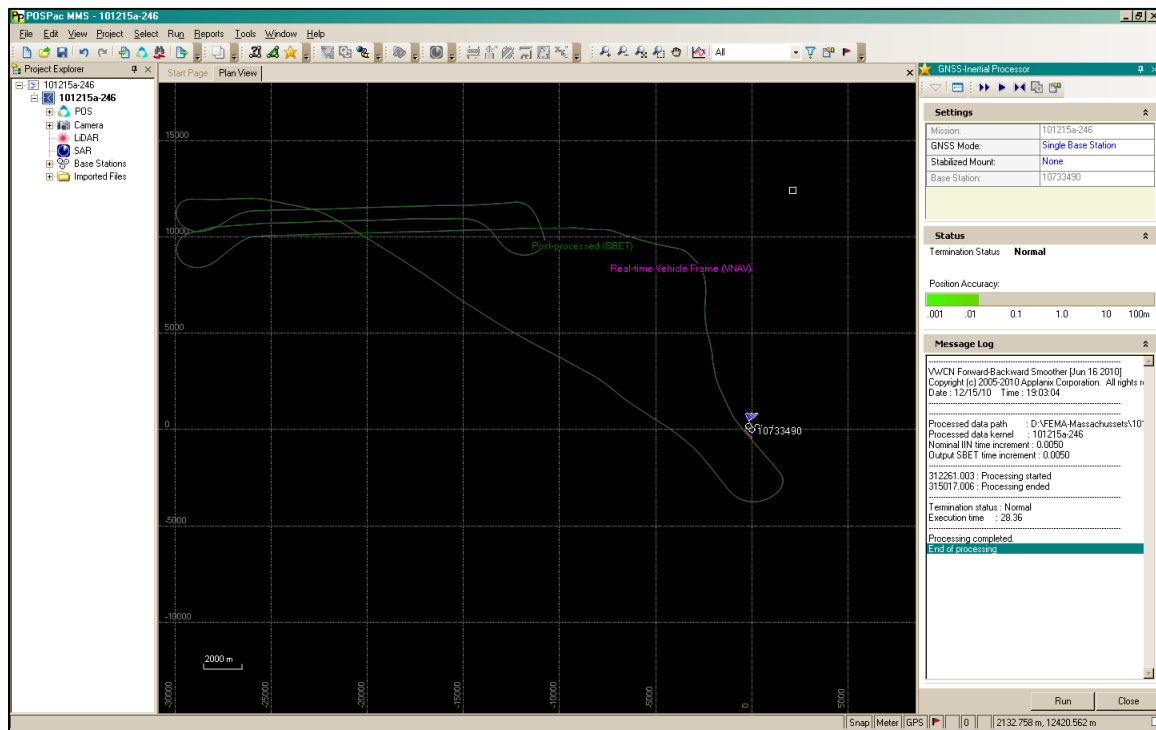 POSPac MMS - 101215a-246
File Edit View Project Select Run Reports Tools Window Help
All
Project Explorer
101215a-246
101215a-246
POS
Camera
LiDAR
SAR
Base Stations
Imported Files
Start Page Plan View
15000
10000
5000
0
-5000
-10000
Post-processed (SBET)
Real-time Vehicle Frame (VNAV)
10733490
2000 m
-30000 -25000 -20000 -15000 -10000 -5000 0 5000
GNSS-Inertial Processor
Settings
Mission: 101215a-246
GNSS Mode: Single Base Station
Stabilized Mount: None
Base Station: 10733490
Status
Termination Status Normal
Position Accuracy:
.001 .01 0.1 1.0 10 100m
Message Log
VWCN Forward-Backward Smoother [Jun 16 2010]
Copyright (c) 2005-2010 Applanix Corporation. All rights r
Date : 12/15/10 Time : 19:03:04
Processed data path : D:\FEMA-Massachussets\10
Processed data kernel : 101215a-246
Nominal IIN time increment : 0.0050
Output SBET time increment : 0.0050
312261.003 : Processing started
315017.006 : Processing ended
Termination status : Normal
Execution time : 28.36
Processing completed.
End of processing
Run Close
Snap Meter GPS 0 2132.758 m, 12420.562 m